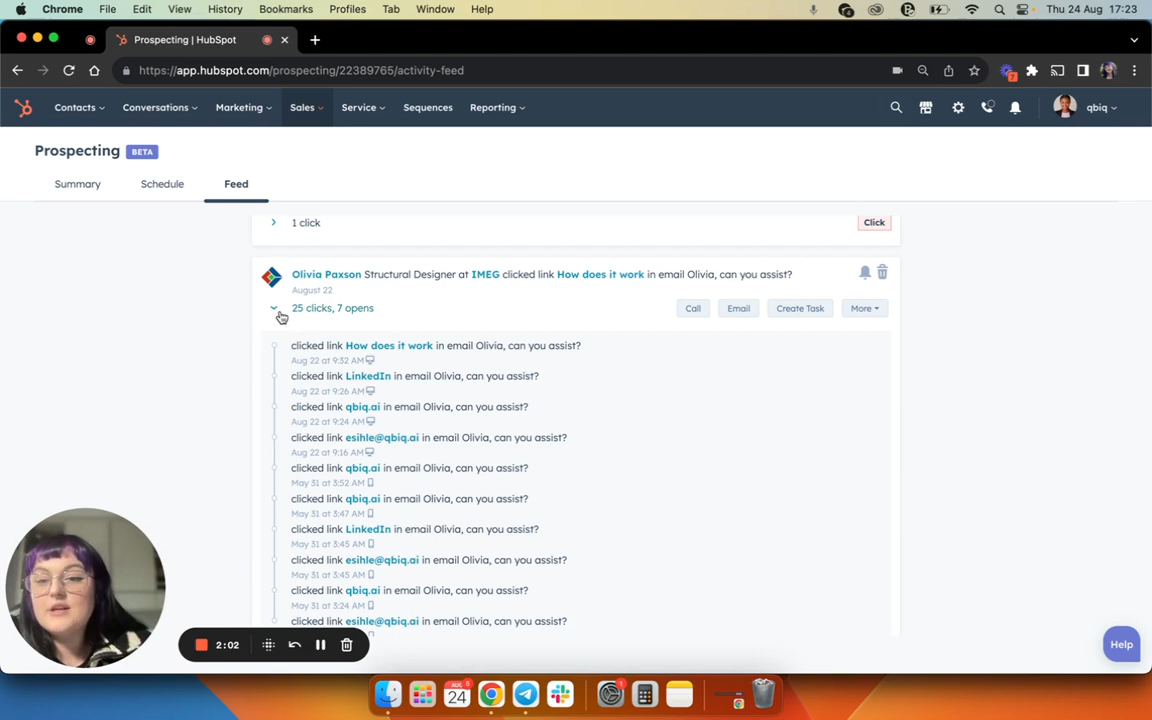 Chrome File Edit View History Bookmarks Profiles Tab Window Help Thu 24 Aug 17:23
Prospecting | HubSpot
https://app.hubspot.com/prospecting/22389765/activity-feed
Contacts Conversations Marketing Sales Service Sequences Reporting qbiq
Prospecting BETA
Summary Schedule Feed
1 click Click
Olivia Paxson Structural Designer at IMEG clicked link How does it work in email Olivia, can you assist?
August 22
25 clicks, 7 opens Call Email Create Task More
clicked link How does it work in email Olivia, can you assist?
Aug 22 at 9:32 AM
clicked link LinkedIn in email Olivia, can you assist?
Aug 22 at 9:26 AM
clicked link qbiq.ai in email Olivia, can you assist?
Aug 22 at 9:24 AM
clicked link esihle@qbiq.ai in email Olivia, can you assist?
Aug 22 at 9:16 AM
clicked link qbiq.ai in email Olivia, can you assist?
May 31 at 3:52 AM
clicked link qbiq.ai in email Olivia, can you assist?
May 31 at 3:47 AM
clicked link LinkedIn in email Olivia, can you assist?
May 31 at 3:45 AM
clicked link esihle@qbiq.ai in email Olivia, can you assist?
May 31 at 3:45 AM
clicked link qbiq.ai in email Olivia, can you assist?
May 31 at 3:24 AM
clicked link esihle@qbiq.ai in email Olivia, can you assist?
2:02
Help
AUG
24